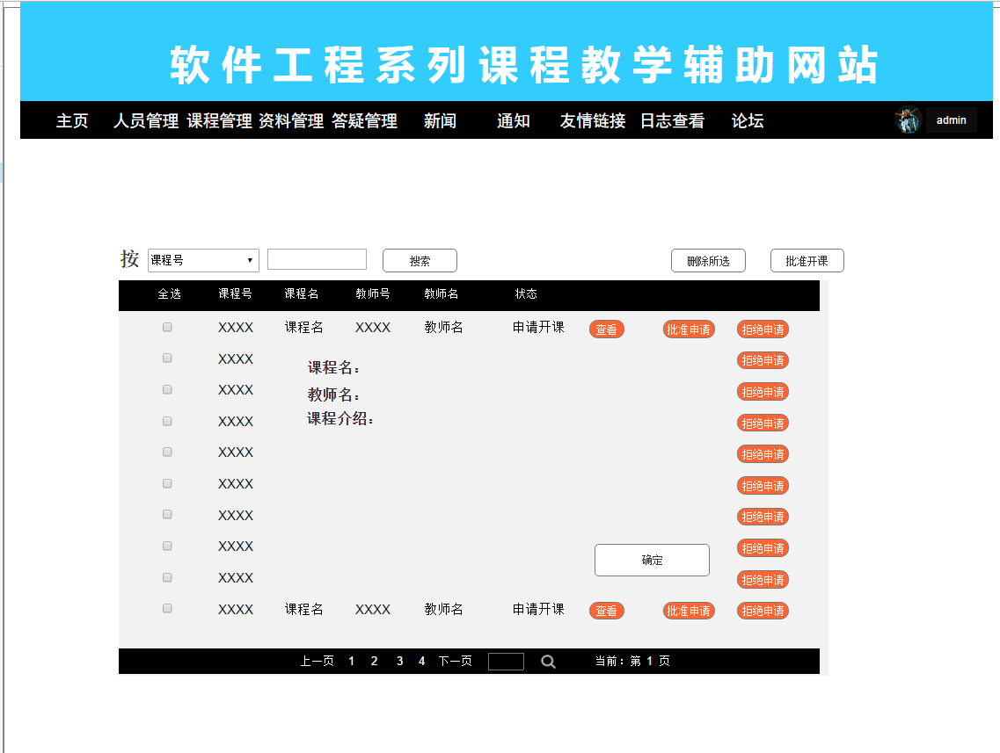 软件工程系列课程教学辅助网站
主页 人员管理 课程管理 资料管理 答疑管理 新闻 通知 友情链接 日志查看 论坛 admin
按 课程号 搜索 删除所选 批准开课
全选 课程号 课程名 教师号 教师名 状态
XXXX 课程名 XXXX 教师名 申请开课 查看 批准申请 拒绝申请
XXXX 拒绝申请
课程名：
XXXX 拒绝申请
教师名：
XXXX 拒绝申请
课程介绍：
XXXX 拒绝申请
XXXX 拒绝申请
XXXX 拒绝申请
XXXX 拒绝申请
确定
XXXX 拒绝申请
XXXX 课程名 XXXX 教师名 申请开课 查看 批准申请 拒绝申请
上一页 1 2 3 4 下一页 当前：第 1 页